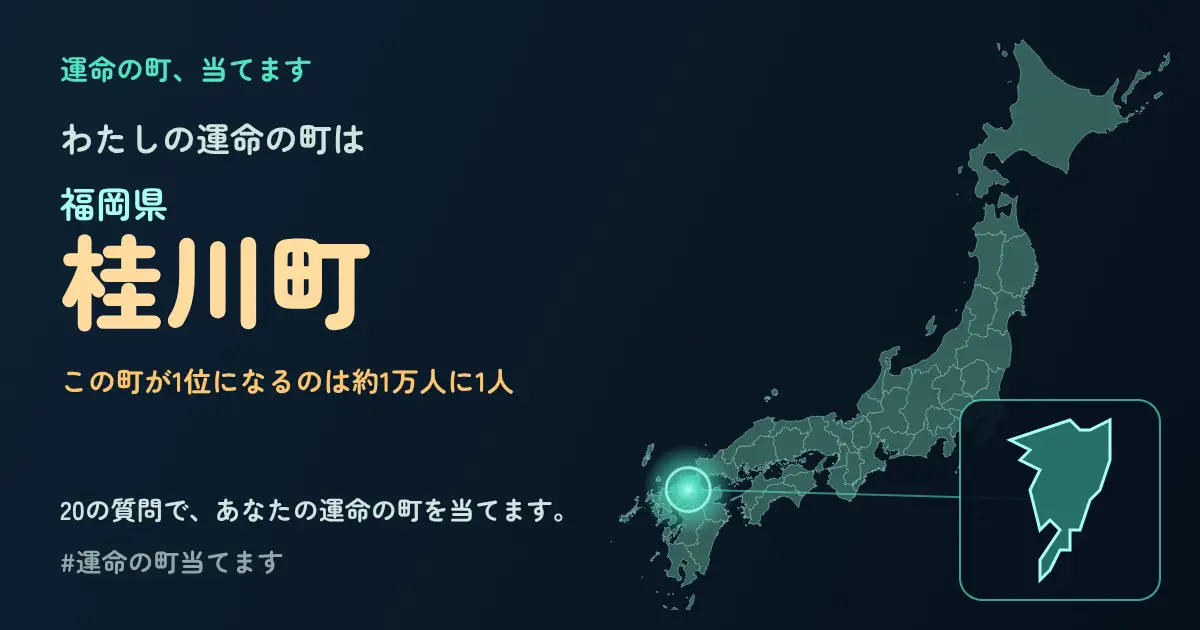 運命の町、当てます
わたしの運命の町は
福岡県
桂川町
この町が1位になるのは約1万人に1人
20の質問で、あなたの運命の町を当てます。
#運命の町当てます